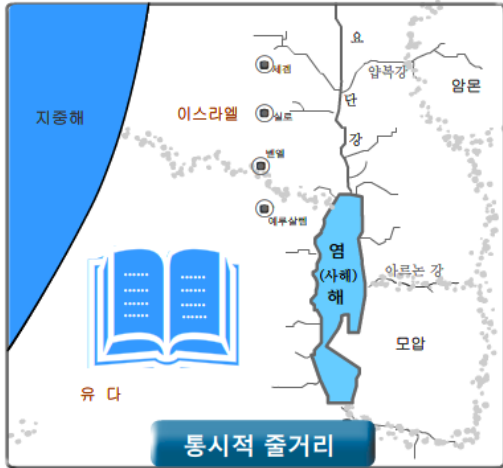 요
세겜
얍복강
암몬
단
지중해
이스라엘
실로
강
벧엘
예루살렘
염
(사해)
해
아르논 강
모압
유 다
통시적 줄거리